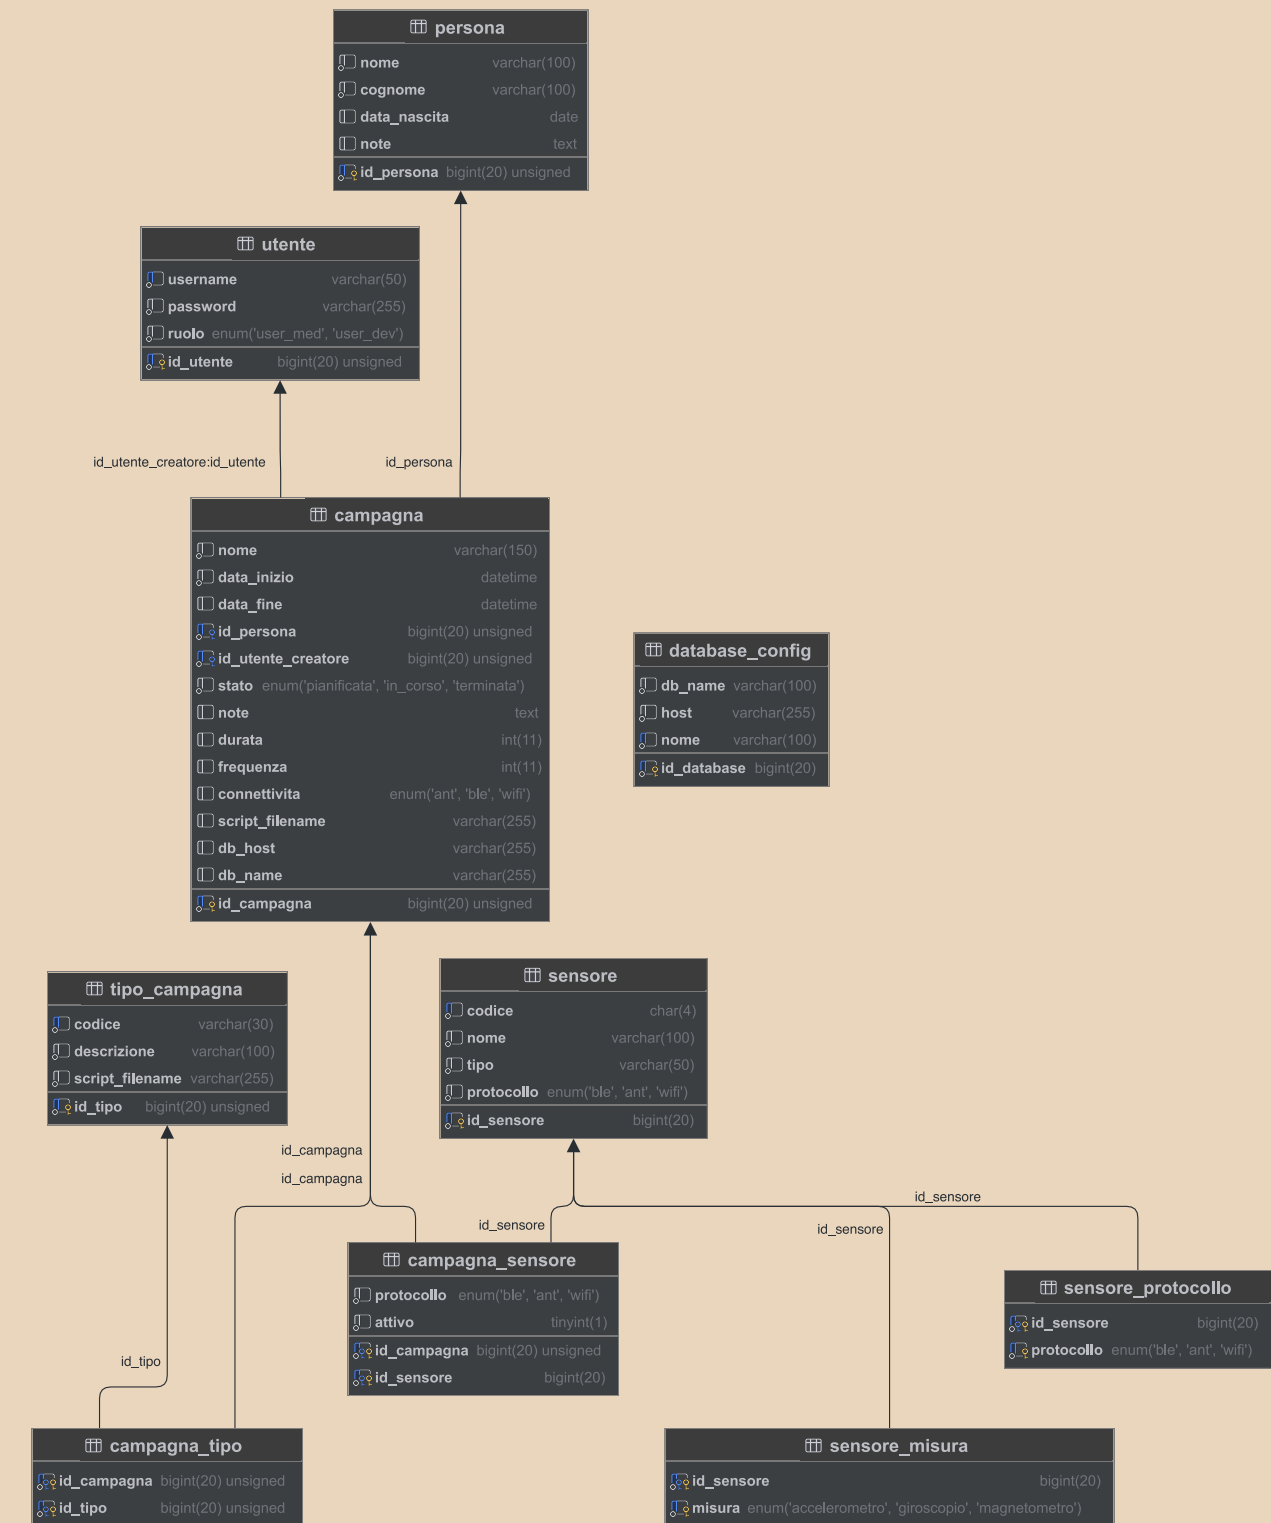 persona
nome varchar(100)
cognome varchar(100)
data_nascita date
note text
id_persona bigint(20) unsigned
utente
username varchar(50)
password varchar(255)
ruolo enum('user_med', 'user_dev')
id_utente bigint(20) unsigned
id_utente_creatore:id_utente
id_persona
campagna
nome varchar(150)
data_inizio datetime
data_fine datetime
id_persona bigint(20) unsigned
id_utente_creatore bigint(20) unsigned
stato enum('pianificata', 'in_corso', 'terminata')
note text
durata int(11)
frequenza int(11)
connettivita enum('ant', 'ble', 'wifi')
script_filename varchar(255)
db_host varchar(255)
db_name varchar(255)
id_campagna bigint(20) unsigned
database_config
db_name varchar(100)
host varchar(255)
nome varchar(100)
id_database bigint(20)
tipo_campagna
codice varchar(30)
descrizione varchar(100)
script_filename varchar(255)
id_tipo bigint(20) unsigned
sensore
codice char(4)
nome varchar(100)
tipo varchar(50)
protocollo enum('ble', 'ant', 'wifi')
id_sensore bigint(20)
id_campagna
id_campagna
id_sensore
id_sensore
id_sensore
campagna_sensore
protocollo enum('ble', 'ant', 'wifi')
attivo tinyint(1)
id_campagna bigint(20) unsigned
id_sensore bigint(20)
sensore_protocollo
id_sensore bigint(20)
protocollo enum('ble', 'ant', 'wifi')
id_tipo
campagna_tipo
id_campagna bigint(20) unsigned
id_tipo bigint(20) unsigned
sensore_misura
id_sensore bigint(20)
misura enum('accelerometro', 'giroscopio', 'magnetometro')